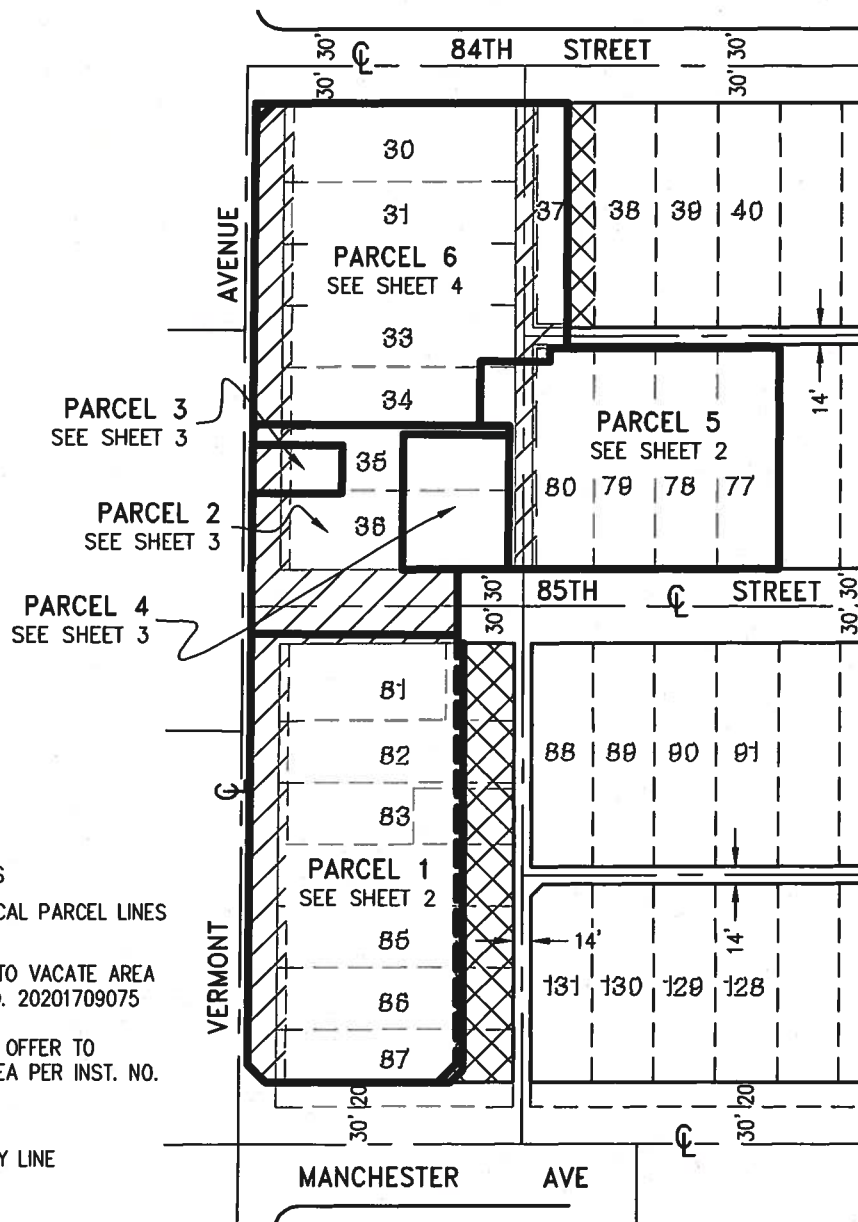 30' 30' ℄ 84TH STREET 30' 30'
AVENUE
30
31
PARCEL 6
SEE SHEET 4
33
34
37 38 39 40
14'
PARCEL 3
SEE SHEET 3
35
PARCEL 2
SEE SHEET 3
36
PARCEL 4
SEE SHEET 3
PARCEL 5
SEE SHEET 2
80 79 78 77
30' 30' 85TH ℄ STREET 30' 30'
81
82
83
℄
PARCEL 1
SEE SHEET 2
85
86
87
88 89 90 91
14'
14'
131 130 129 128
VERMONT
S
CAL PARCEL LINES
TO VACATE AREA
. 20201709075
OFFER TO
EA PER INST. NO.
Y LINE
30' 20'
℄ 30' 20'
MANCHESTER AVE